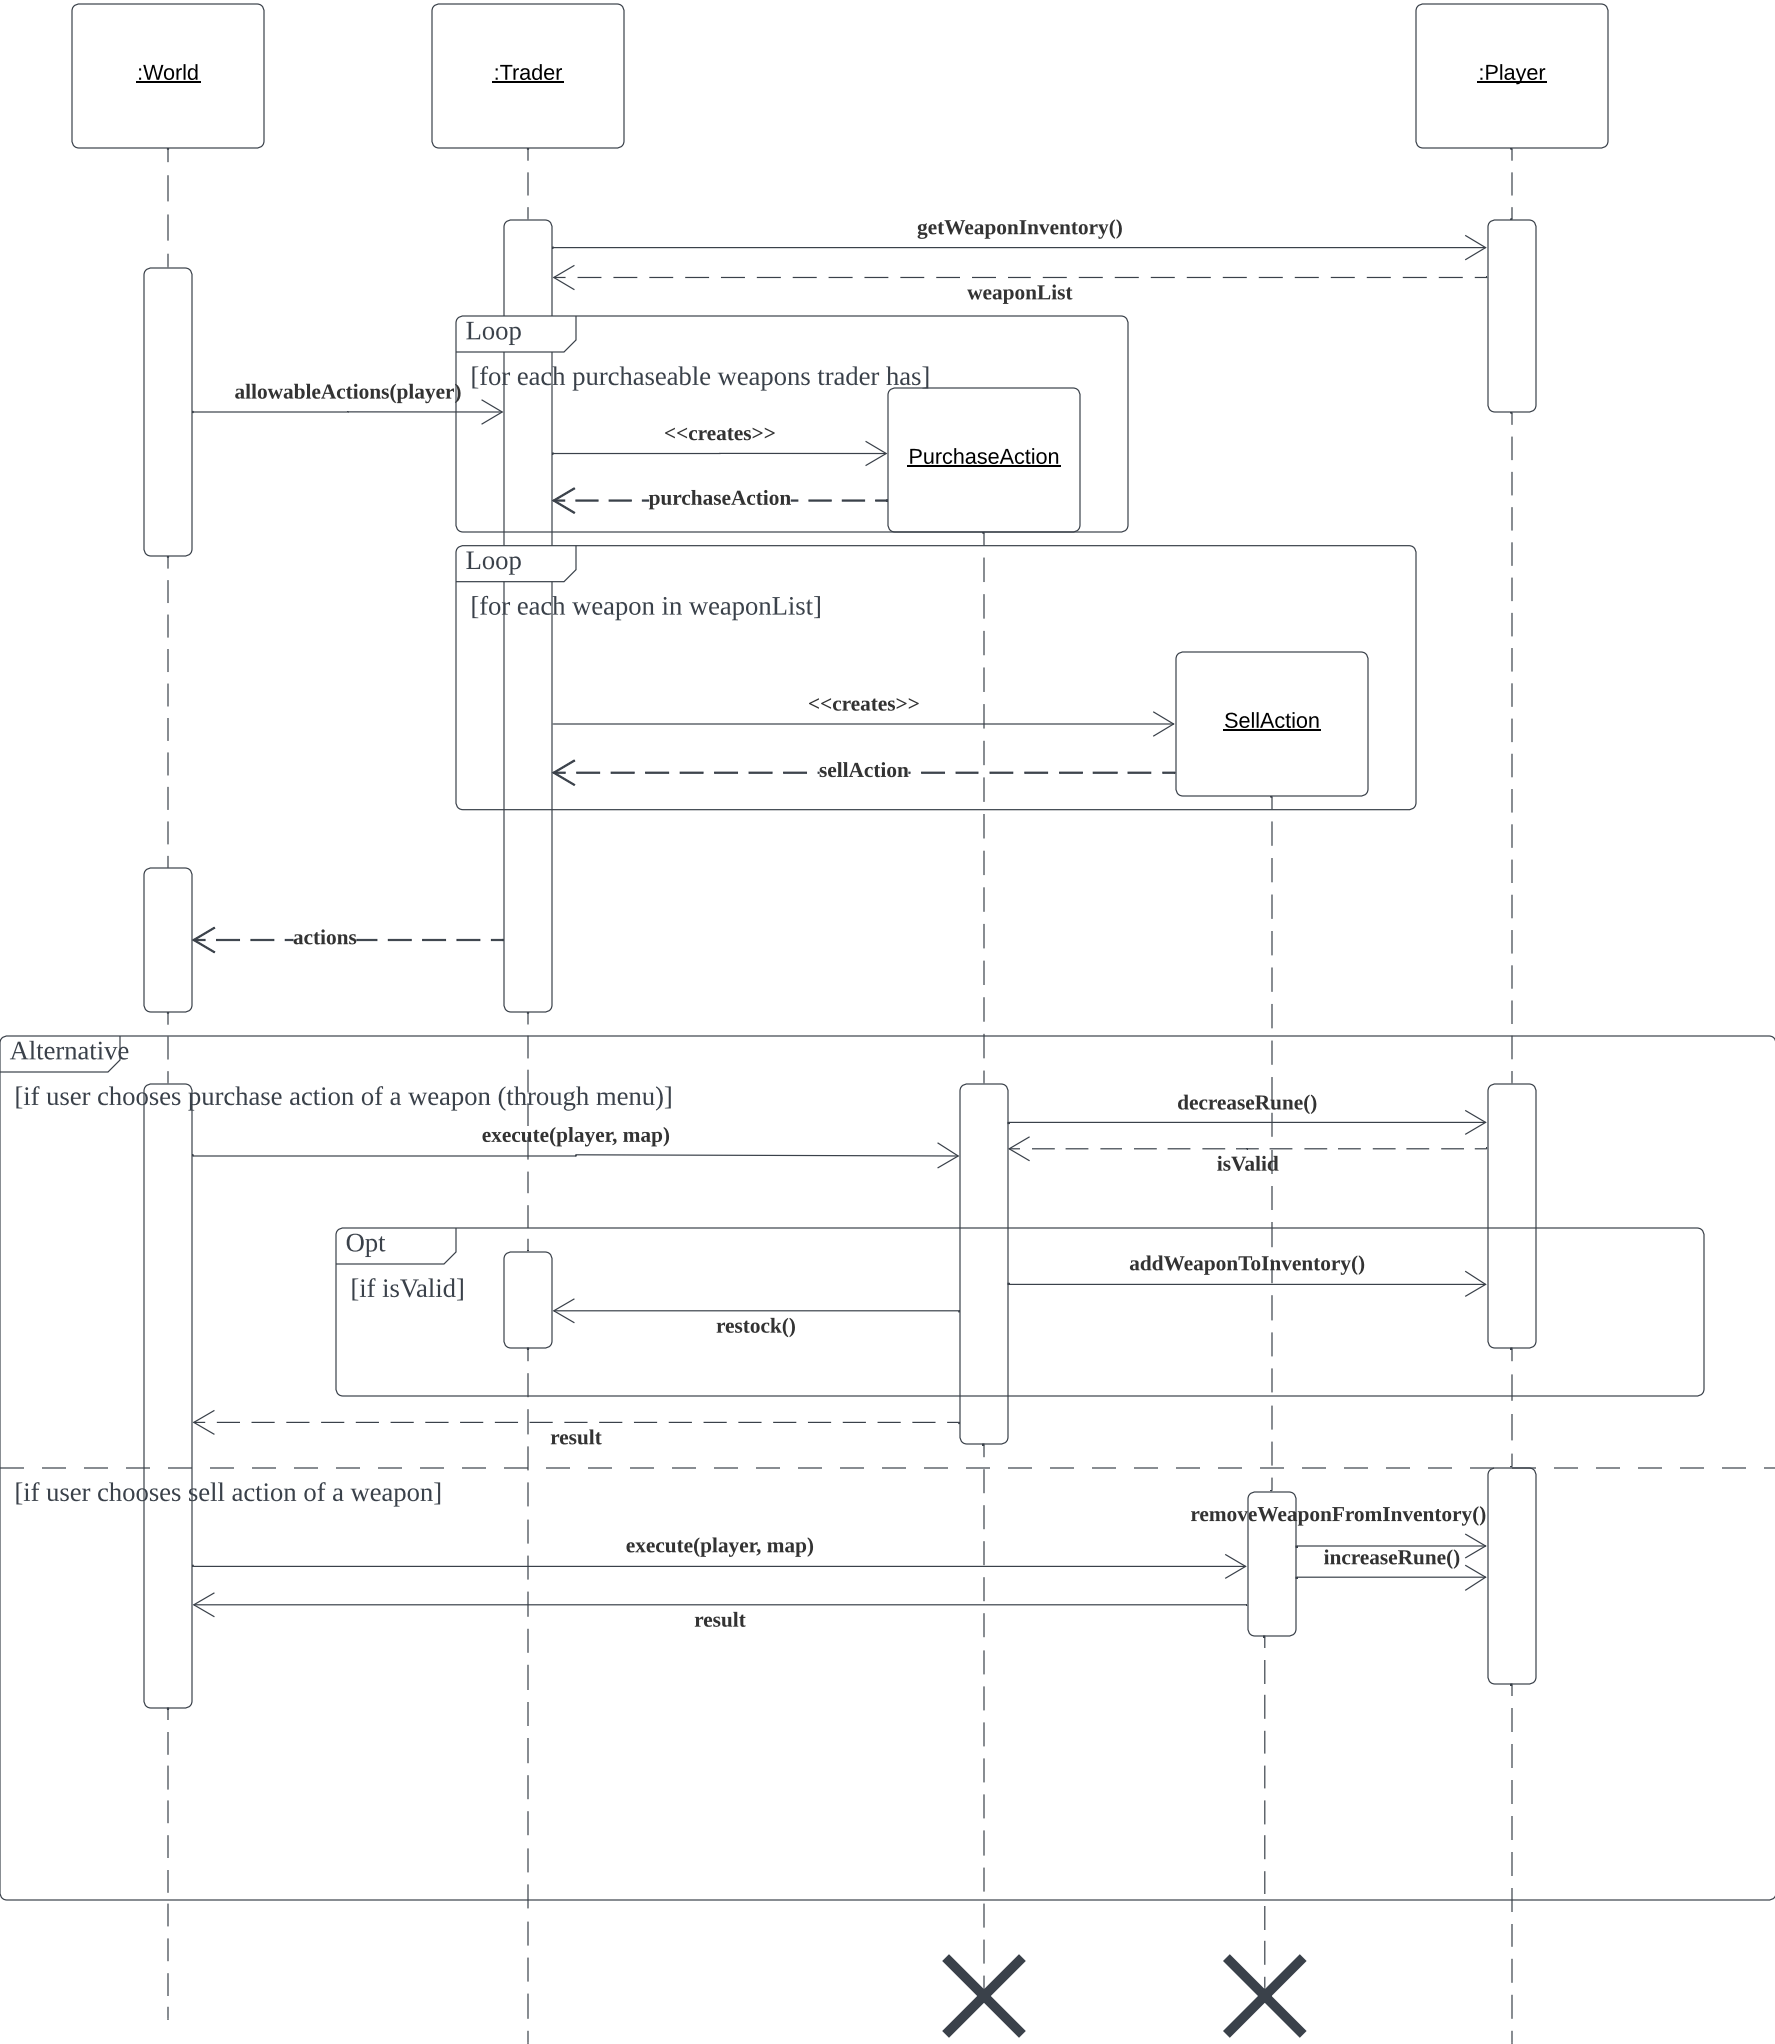 :World
:Trader
:Player
getWeaponInventory()
weaponList
Loop
[for each purchaseable weapons trader has]
allowableActions(player)
<<creates>>
PurchaseAction
purchaseAction
Loop
[for each weapon in weaponList]
<<creates>>
SellAction
sellAction
actions
Alternative
[if user chooses purchase action of a weapon (through menu)]
decreaseRune()
execute(player, map)
isValid
Opt
addWeaponToInventory()
[if isValid]
restock()
result
[if user chooses sell action of a weapon]
removeWeaponFromInventory()
execute(player, map)
increaseRune()
result